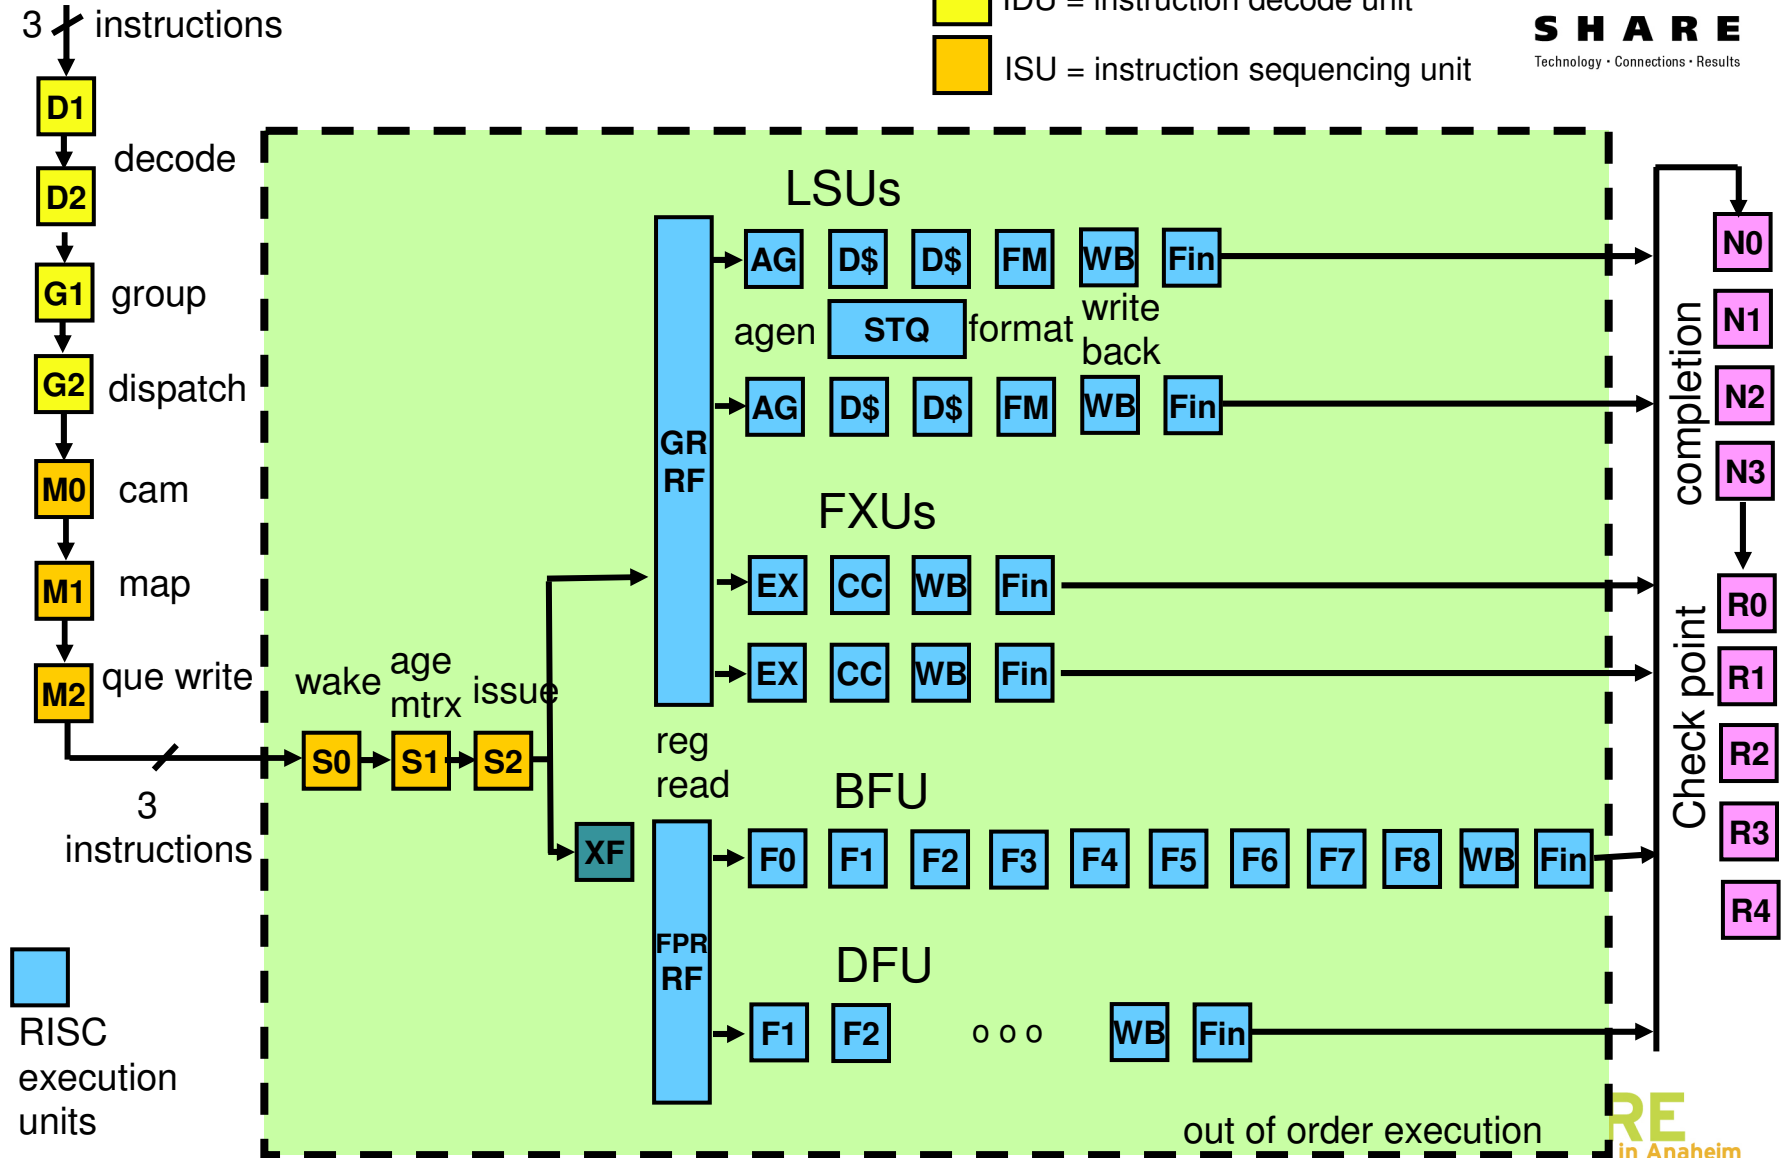 3 instructions
IDU = instruction decode unit
ISU = instruction sequencing unit
SHARE
Technology · Connections · Results
D1
decode
D2
G1
group
G2
dispatch
M0
cam
M1
map
M2
que write
3
instructions
wake
age
mtrx
issue
S0
S1
S2
XF
GR
RF
reg
read
FPR
RF
LSUs
AG D$ D$ FM WB Fin
agen
STQ
format
write
back
AG D$ D$ FM WB Fin
FXUs
EX CC WB Fin
EX CC WB Fin
BFU
F0 F1 F2 F3 F4 F5 F6 F7 F8 WB Fin
DFU
F1 F2 o o o WB Fin
out of order execution
completion
Check point
N0
N1
N2
N3
R0
R1
R2
R3
R4
RISC
execution
units
RE
in Anaheim